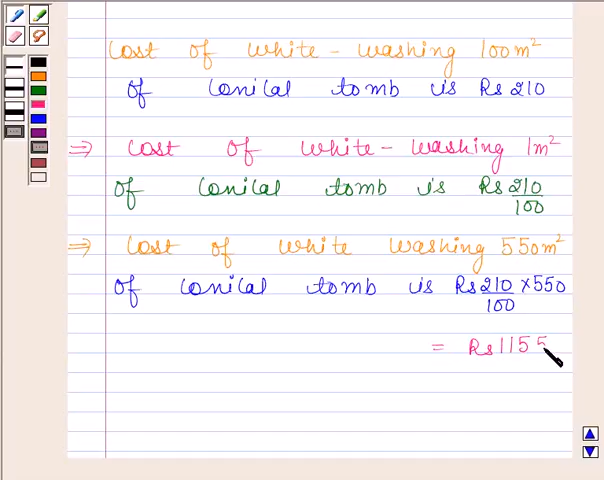 Cost of white-washing 100m²
of conical tomb is Rs 210
⇒ Cost of white-washing 1m²
of conical tomb is Rs 210/100
⇒ Cost of white washing 550m²
of conical tomb is Rs 210/100 × 550
= Rs 1155